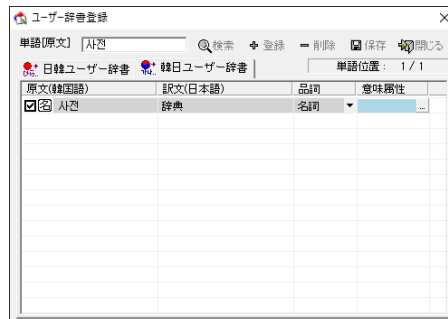 ユーザー辞書登録
単語[原文] 사전 検索 登録 削除 保存 閉じる
日韓ユーザー辞書 韓日ユーザー辞書 単語位置： 1 / 1
原文(韓国語) 訳文(日本語) 品詞 意味属性
名 사전 辞典 名詞 ...